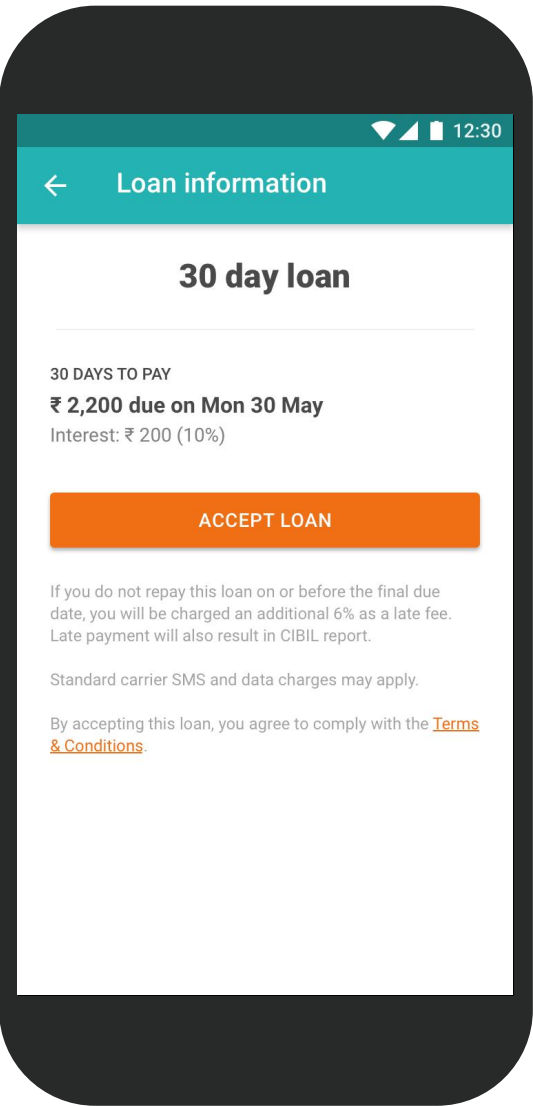 12:30
Loan information
30 day loan
30 DAYS TO PAY
₹ 2,200 due on Mon 30 May
Interest: ₹ 200 (10%)
ACCEPT LOAN
If you do not repay this loan on or before the final due
date, you will be charged an additional 6% as a late fee.
Late payment will also result in CIBIL report.
Standard carrier SMS and data charges may apply.
By accepting this loan, you agree to comply with the Terms
& Conditions.